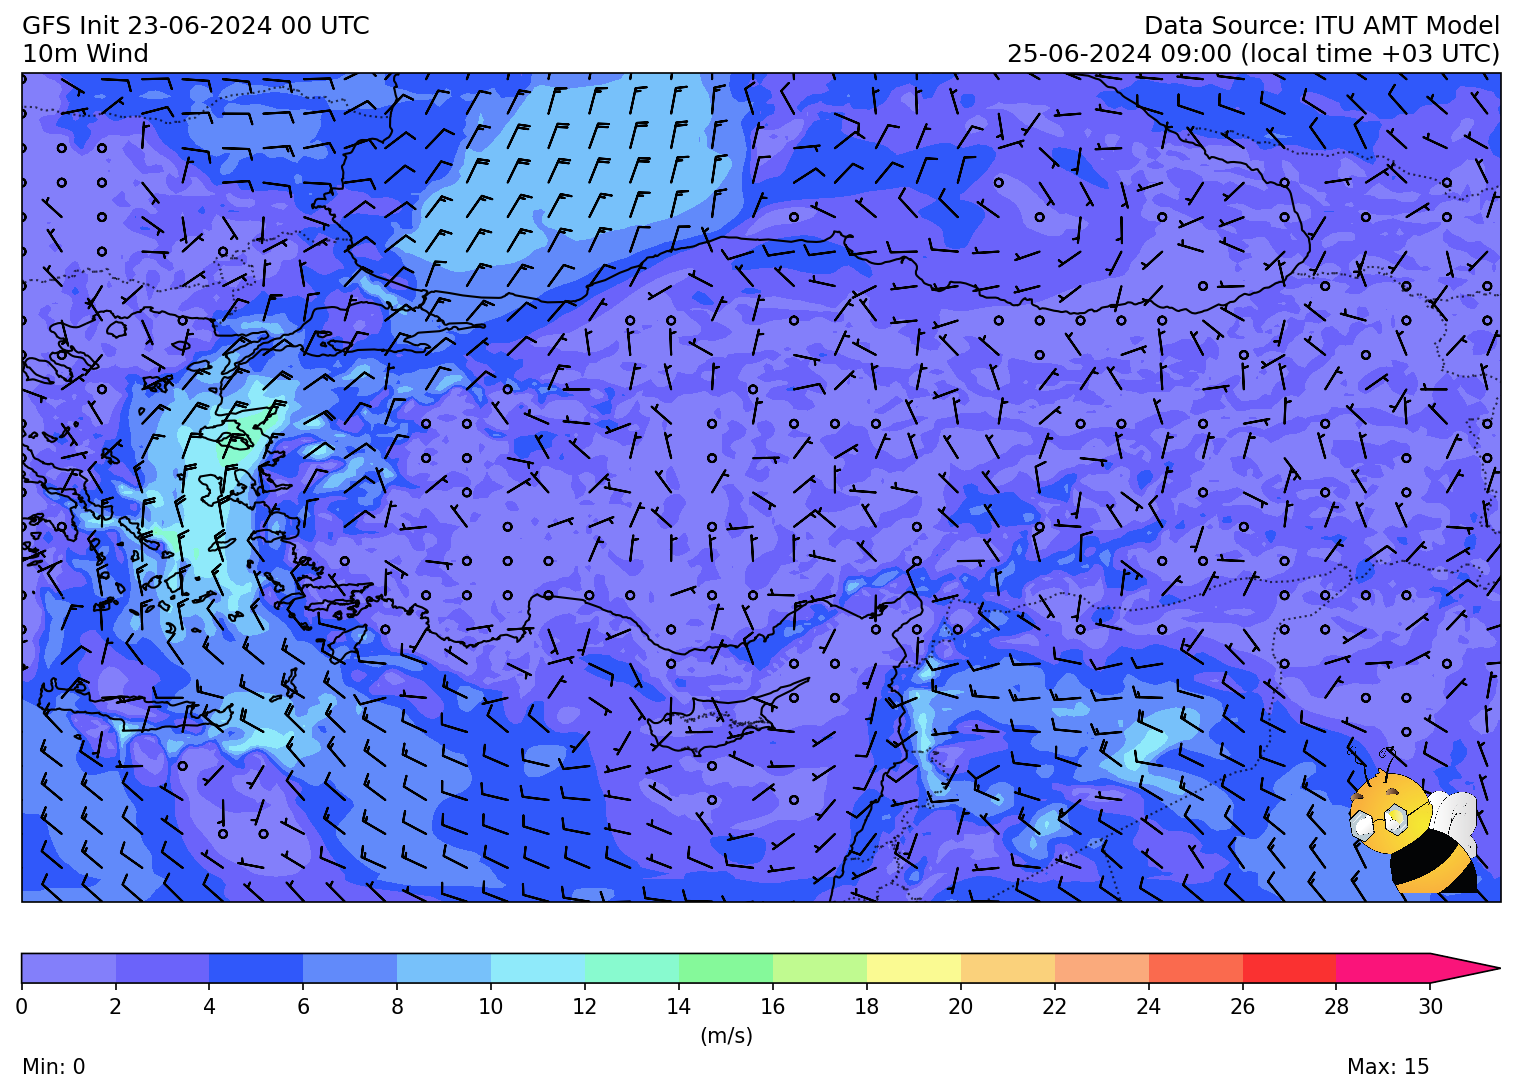 GFS Init 23-06-2024 00 UTC
Data Source: ITU AMT Model
10m Wind
25-06-2024 09:00 (local time +03 UTC)
0 2 4 6 8 10 12 14 16 18 20 22 24 26 28 30
(m/s)
Min: 0
Max: 15